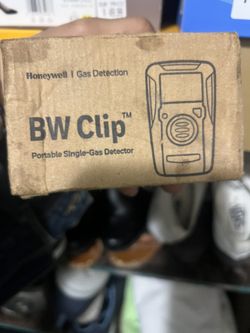 Honeywell | Gas Detection
BW Clip™
Portable Single-Gas Detector